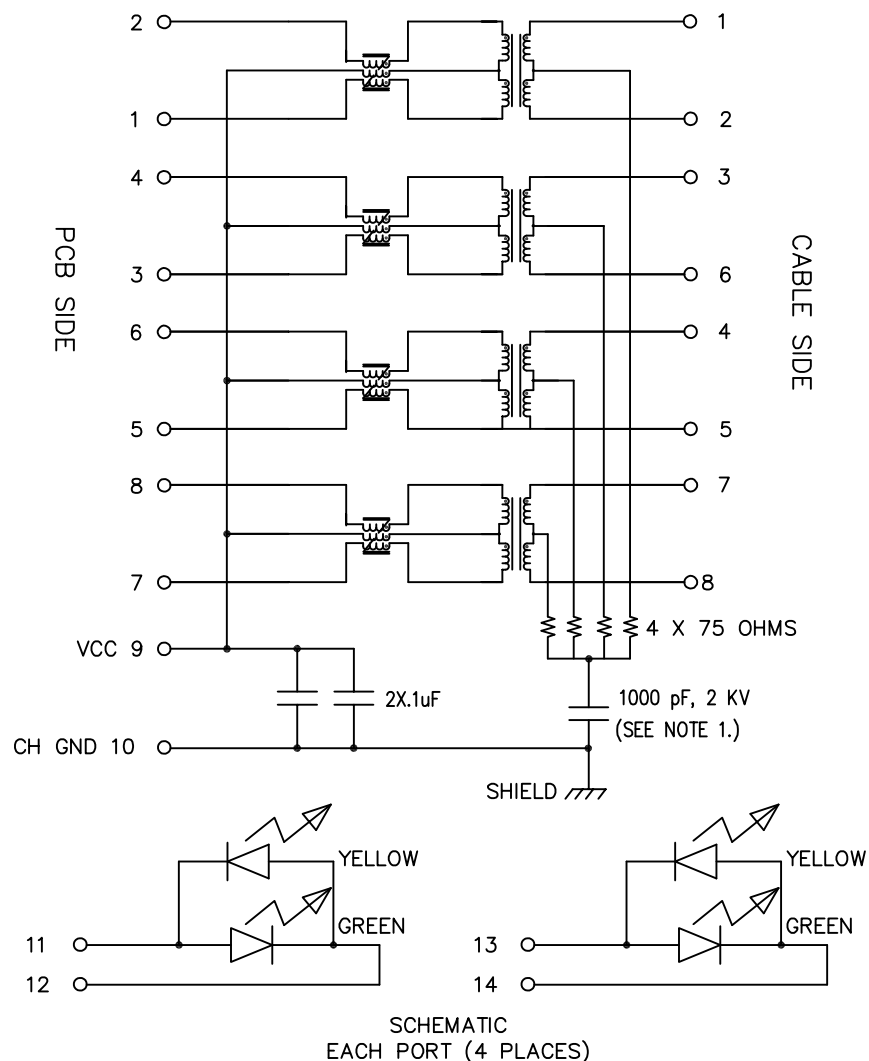 2 1
1 2
4 3
PCB SIDE
CABLE SIDE
3 6
6 4
5 5
8 7
7 8
4 X 75 OHMS
VCC 9
2X.1uF
1000 pF, 2 KV
(SEE NOTE 1.)
CH GND 10
SHIELD
YELLOW YELLOW
GREEN GREEN
11 13
12 14
SCHEMATIC
EACH PORT (4 PLACES)